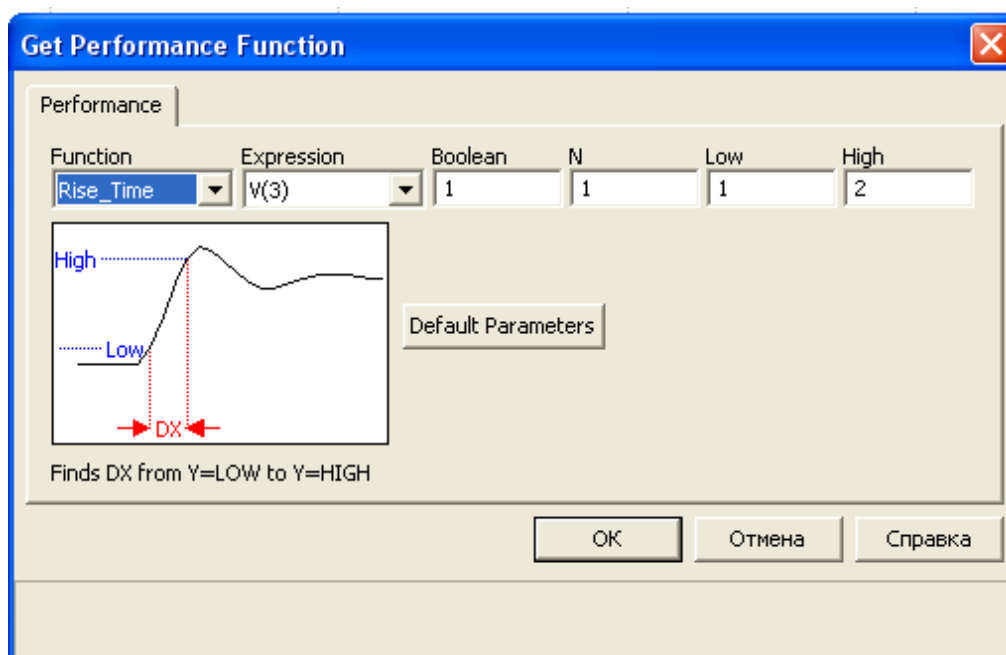 Get Performance Function
Performance
Function Expression Boolean N Low High
Rise_Time V(3) 1 1 1 2
High
Low
DX
Default Parameters
Finds DX from Y=LOW to Y=HIGH
OK Отмена Справка